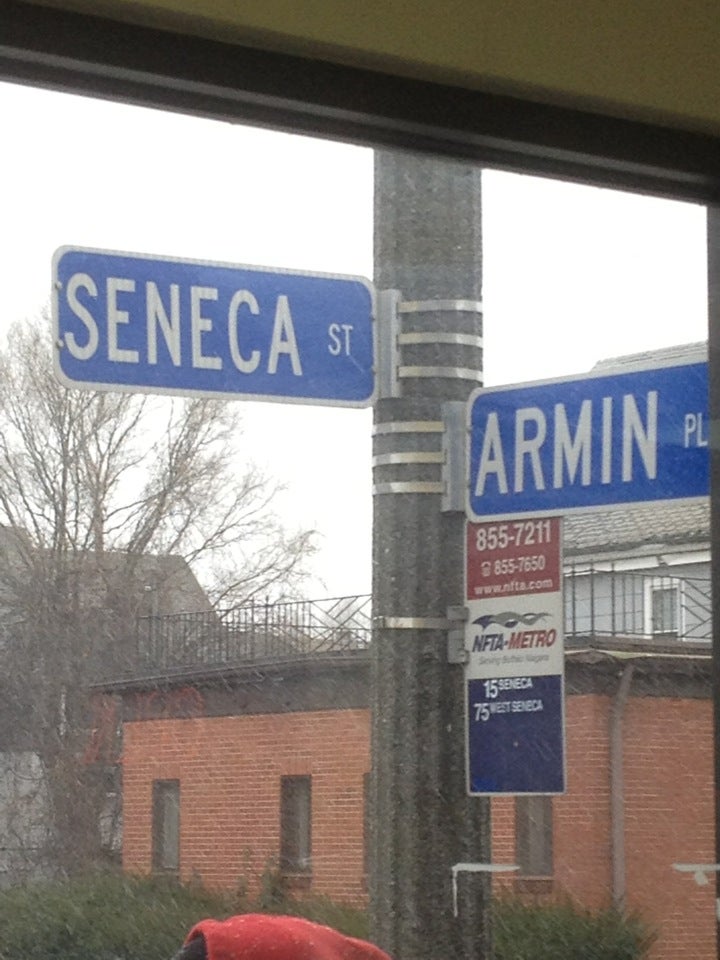 SENECA ST
ARMIN PL
855-7211
855-7650
www.nfta.com
NFTA-METRO
Serving Buffalo Niagara
15 SENECA
75 WEST SENECA